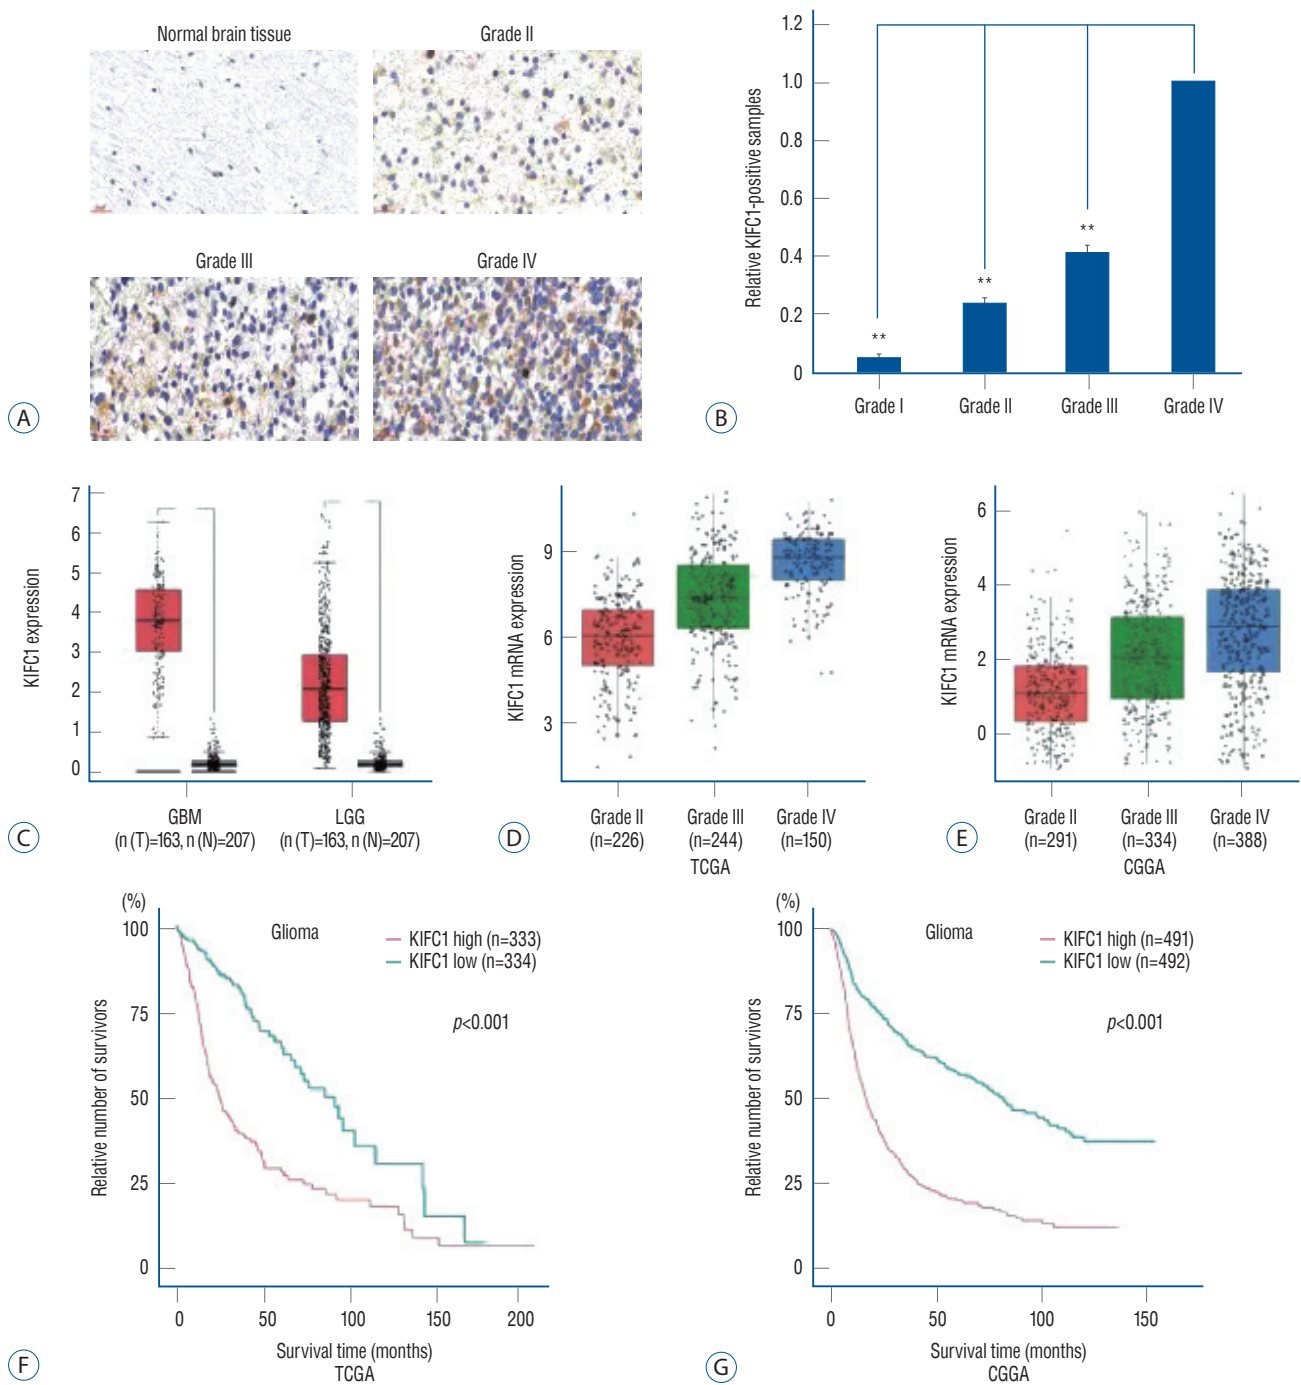 Normal brain tissue
Grade II
Grade III
Grade IV
A
Relative KIFC1-positive samples
1.2
1.0
0.8
0.6
0.4
0.2
0
**
**
**
Grade I
Grade II
Grade III
Grade IV
B
KIFC1 expression
7
6
5
4
3
2
1
0
GBM
(n (T)=163, n (N)=207)
LGG
(n (T)=163, n (N)=207)
C
KIFC1 mRNA expression
9
6
3
Grade II
(n=226)
Grade III
(n=244)
Grade IV
(n=150)
TCGA
D
KIFC1 mRNA expression
6
4
2
0
Grade II
(n=291)
Grade III
(n=334)
Grade IV
(n=388)
CGGA
E
(%)
100
75
50
25
0
Relative number of survivors
Glioma
KIFC1 high (n=333)
KIFC1 low (n=334)
p<0.001
0
50
100
150
200
Survival time (months)
TCGA
F
(%)
100
75
50
25
0
Relative number of survivors
Glioma
KIFC1 high (n=491)
KIFC1 low (n=492)
p<0.001
0
50
100
150
Survival time (months)
CGGA
G